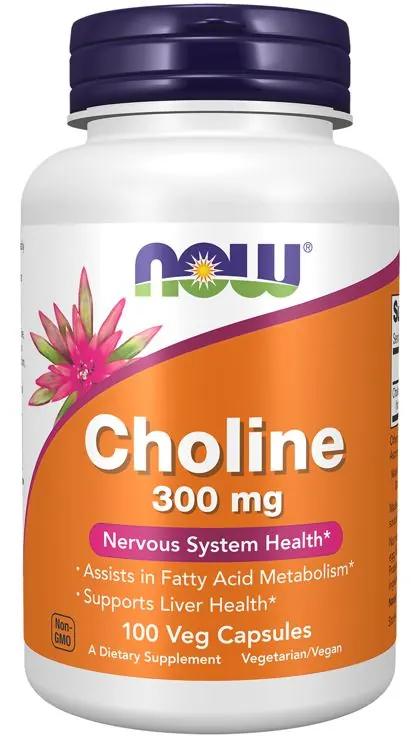 NOW®
Choline
300 mg
Nervous System Health*
• Assists in Fatty Acid Metabolism*
• Supports Liver Health*
100 Veg Capsules
Non-
GMO
A Dietary Supplement Vegetarian/Vegan